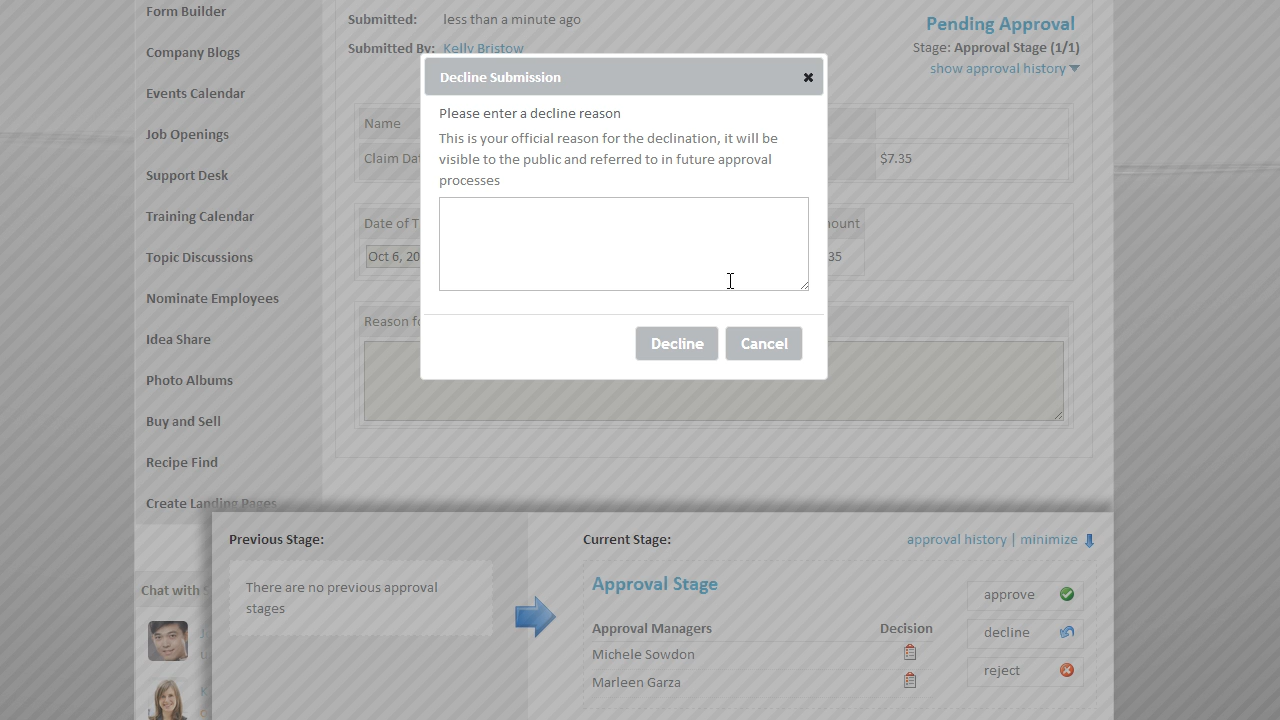 Form Builder
Company Blogs
Events Calendar
Job Openings
Support Desk
Training Calendar
Topic Discussions
Nominate Employees
Idea Share
Photo Albums
Buy and Sell
Recipe Find
Create Landing Pages
Chat with
Submitted: less than a minute ago
Submitted By: Kelly Bristow
Pending Approval
Stage: Approval Stage (1/1)
show approval history
Name
Claim Dat
$7.35
Date of T
ount
Oct 6, 20
35
Reason fo
Decline Submission
Please enter a decline reason
This is your official reason for the declination, it will be
visible to the public and referred to in future approval
processes
Decline Cancel
Previous Stage:
There are no previous approval
stages
Current Stage:
approval history | minimize
Approval Stage
Approval Managers Decision
Michele Sowdon
Marleen Garza
approve
decline
reject